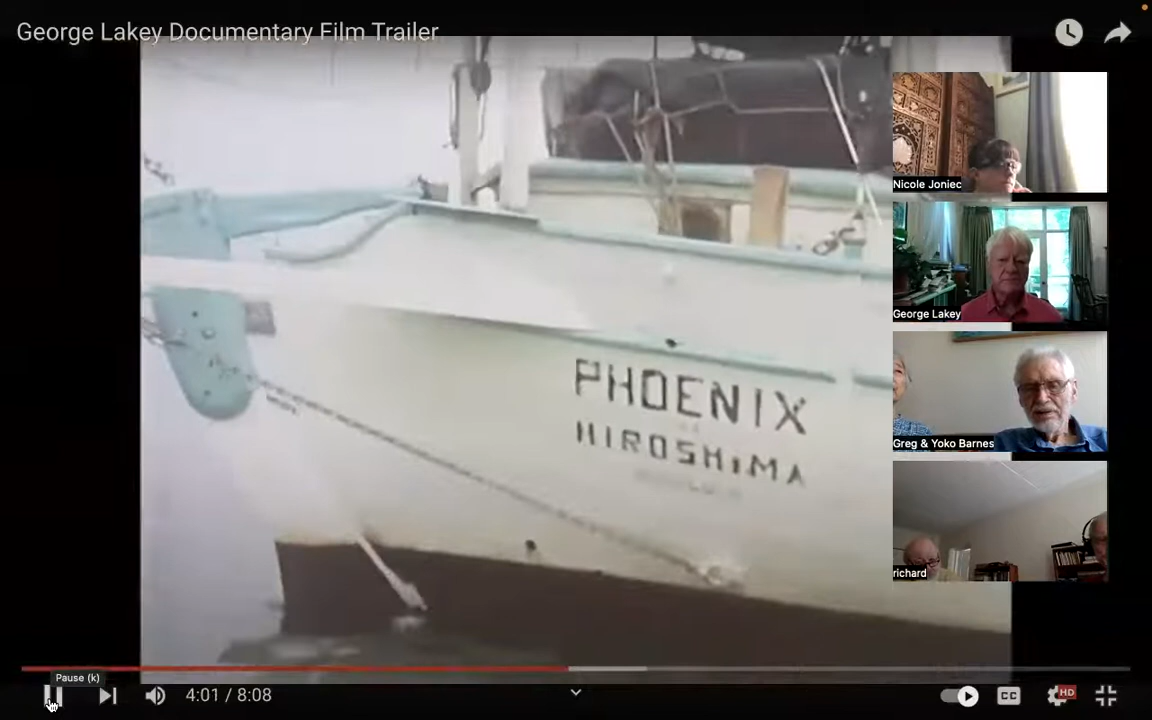 George Lakey Documentary Film Trailer
Nicole Joniec
George Lakey
PHOENIX
HIROSHIMA
Greg & Yoko Barnes
richard
Pause (k)
4:01 / 8:08
CC
HD